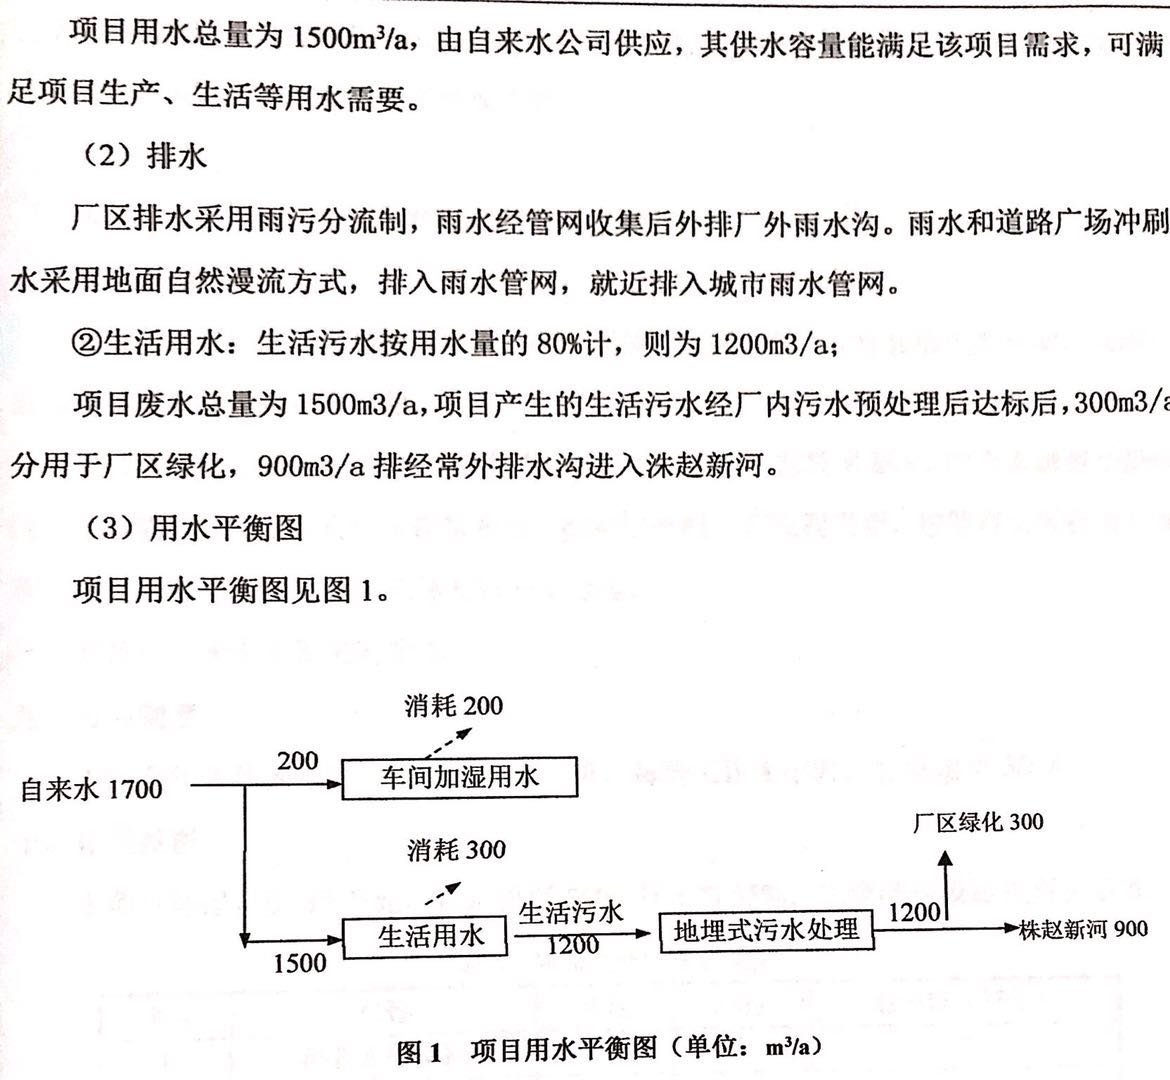 项目用水总量为 1500m³/a，由自来水公司供应，其供水容量能满足该项目需求，可满
足项目生产、生活等用水需要。
（2）排水
厂区排水采用雨污分流制，雨水经管网收集后外排厂外雨水沟。雨水和道路广场冲刷
水采用地面自然漫流方式，排入雨水管网，就近排入城市雨水管网。
②生活用水：生活污水按用水量的 80%计，则为 1200m3/a；
项目废水总量为 1500m3/a，项目产生的生活污水经厂内污水预处理后达标后，300m3/a
分用于厂区绿化，900m3/a 排经常外排水沟进入洙赵新河。
（3）用水平衡图
项目用水平衡图见图 1。
消耗 200
200
车间加湿用水
自来水 1700
厂区绿化 300
消耗 300
生活污水
1200
生活用水
1200
地埋式污水处理
株赵新河 900
1500
图 1 项目用水平衡图（单位：m³/a）